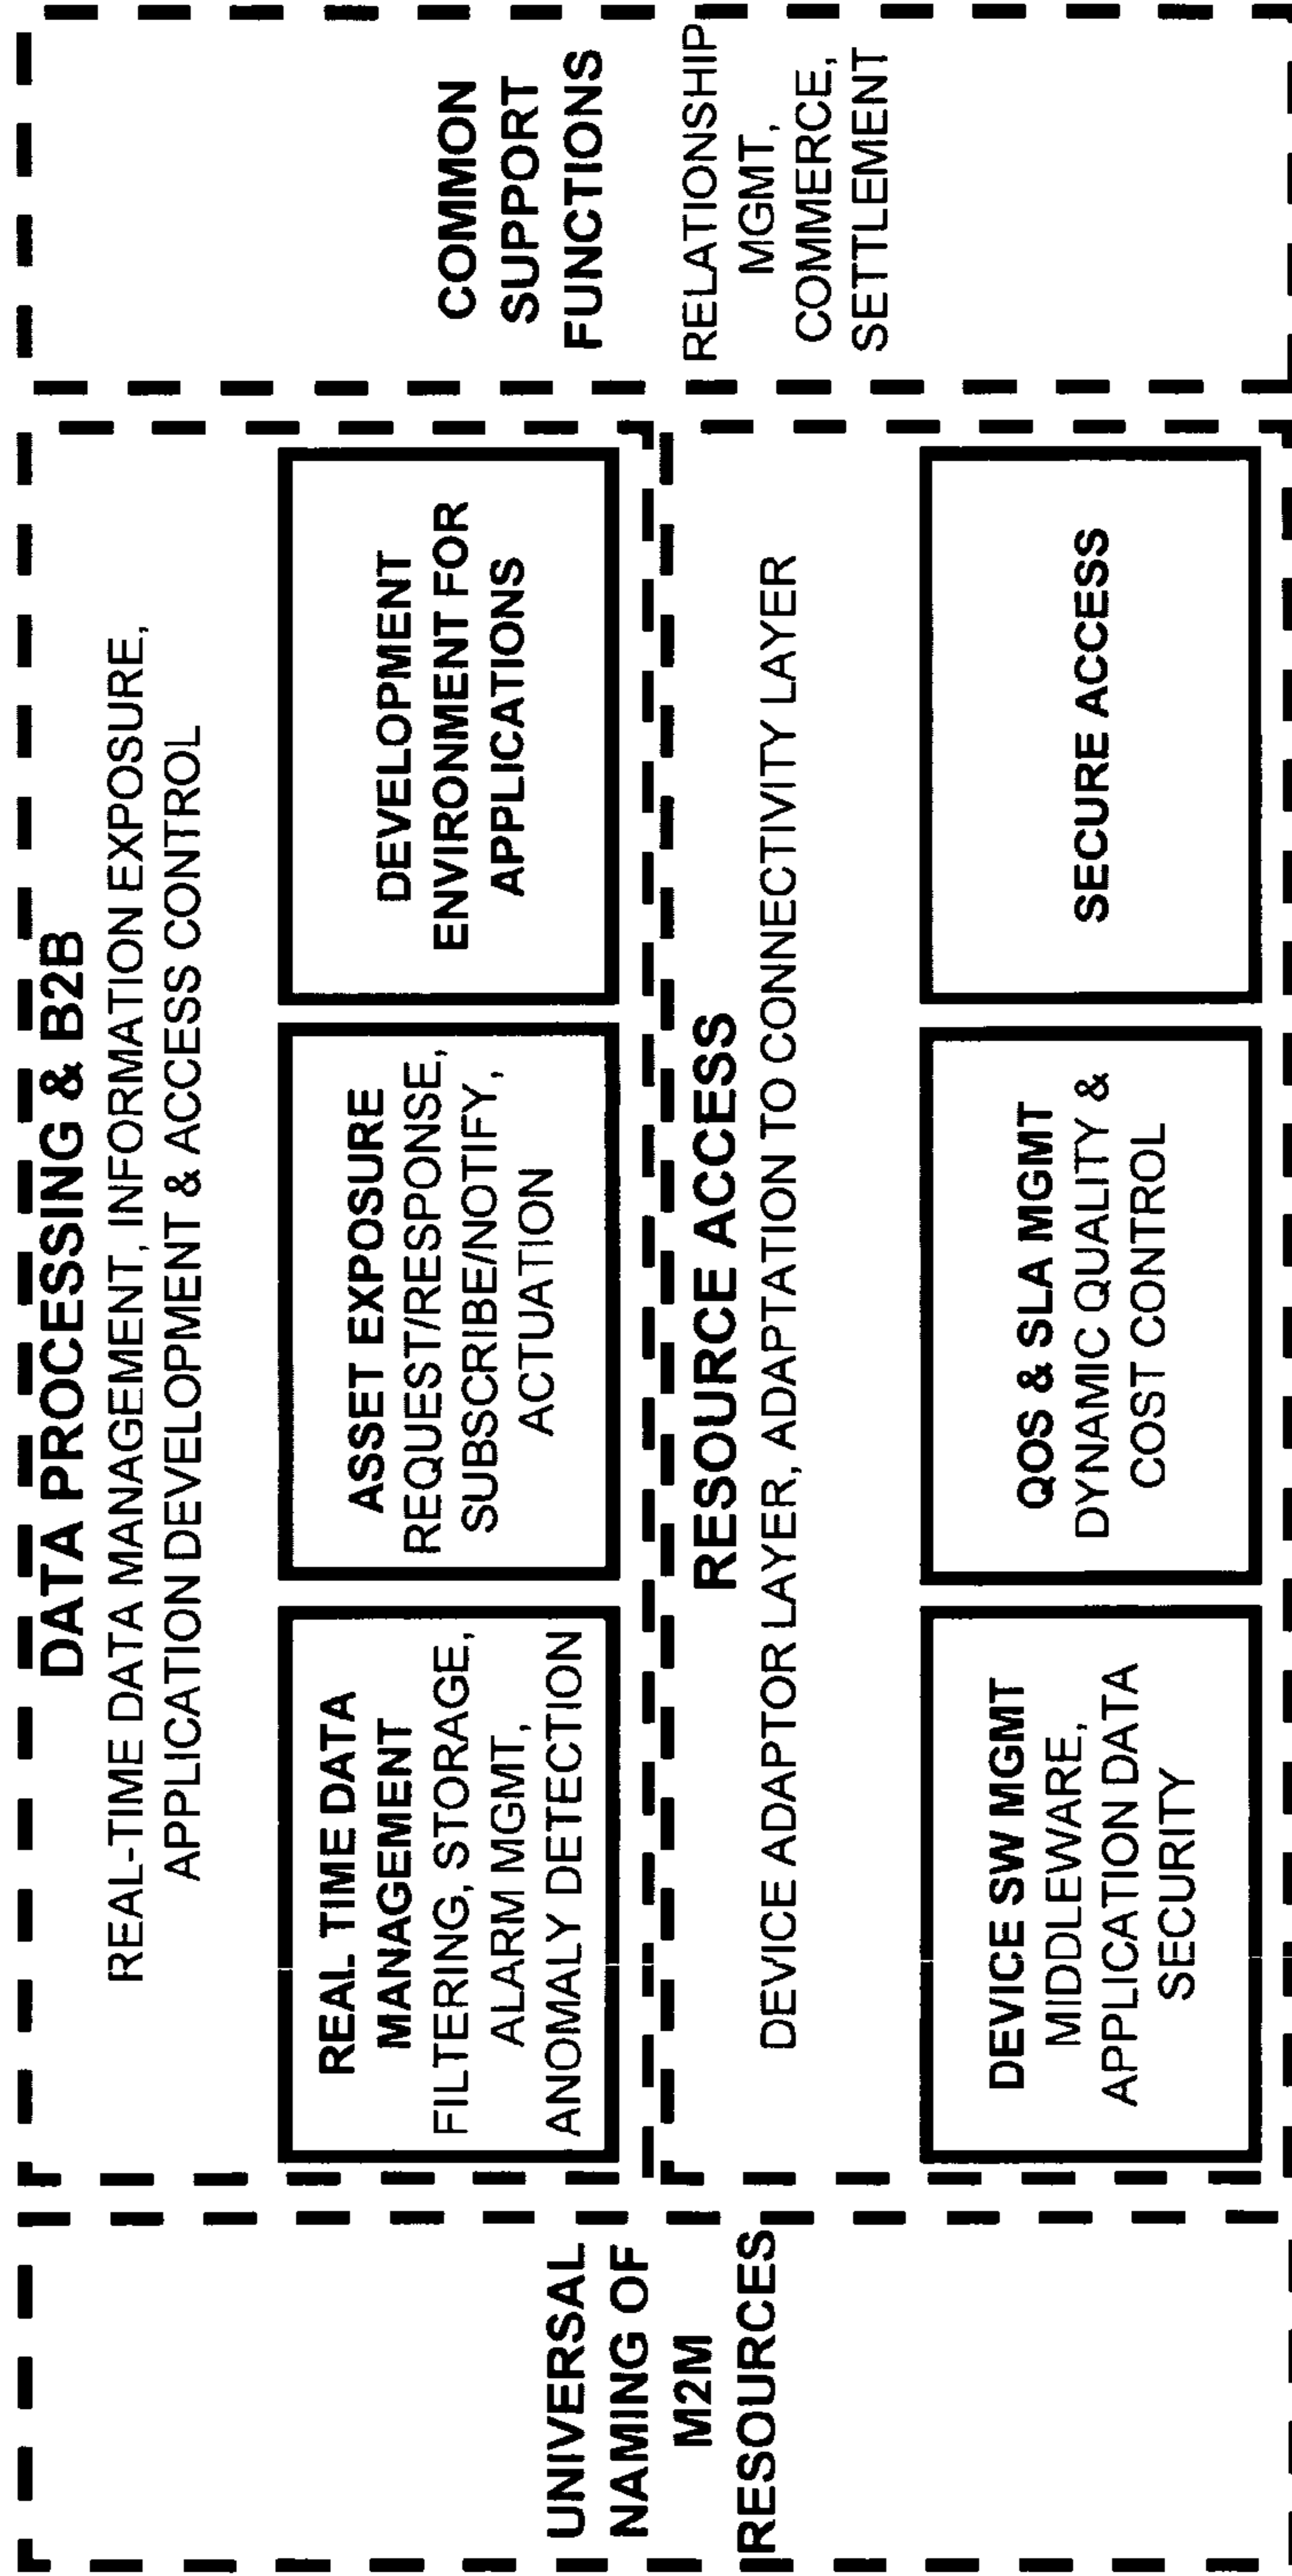 UNIVERSAL
NAMING OF
M2M
RESOURCES
DATA PROCESSING & B2B
REAL-TIME DATA MANAGEMENT, INFORMATION EXPOSURE,
APPLICATION DEVELOPMENT & ACCESS CONTROL
REAL TIME DATA
MANAGEMENT
FILTERING, STORAGE,
ALARM MGMT,
ANOMALY DETECTION
ASSET EXPOSURE
REQUEST/RESPONSE,
SUBSCRIBE/NOTIFY,
ACTUATION
DEVELOPMENT
ENVIRONMENT FOR
APPLICATIONS
RESOURCE ACCESS
DEVICE ADAPTOR LAYER, ADAPTATION TO CONNECTIVITY LAYER
DEVICE SW MGMT
MIDDLEWARE,
APPLICATION DATA
SECURITY
QOS & SLA MGMT
DYNAMIC QUALITY &
COST CONTROL
SECURE ACCESS
COMMON
SUPPORT
FUNCTIONS
RELATIONSHIP
MGMT,
COMMERCE,
SETTLEMENT